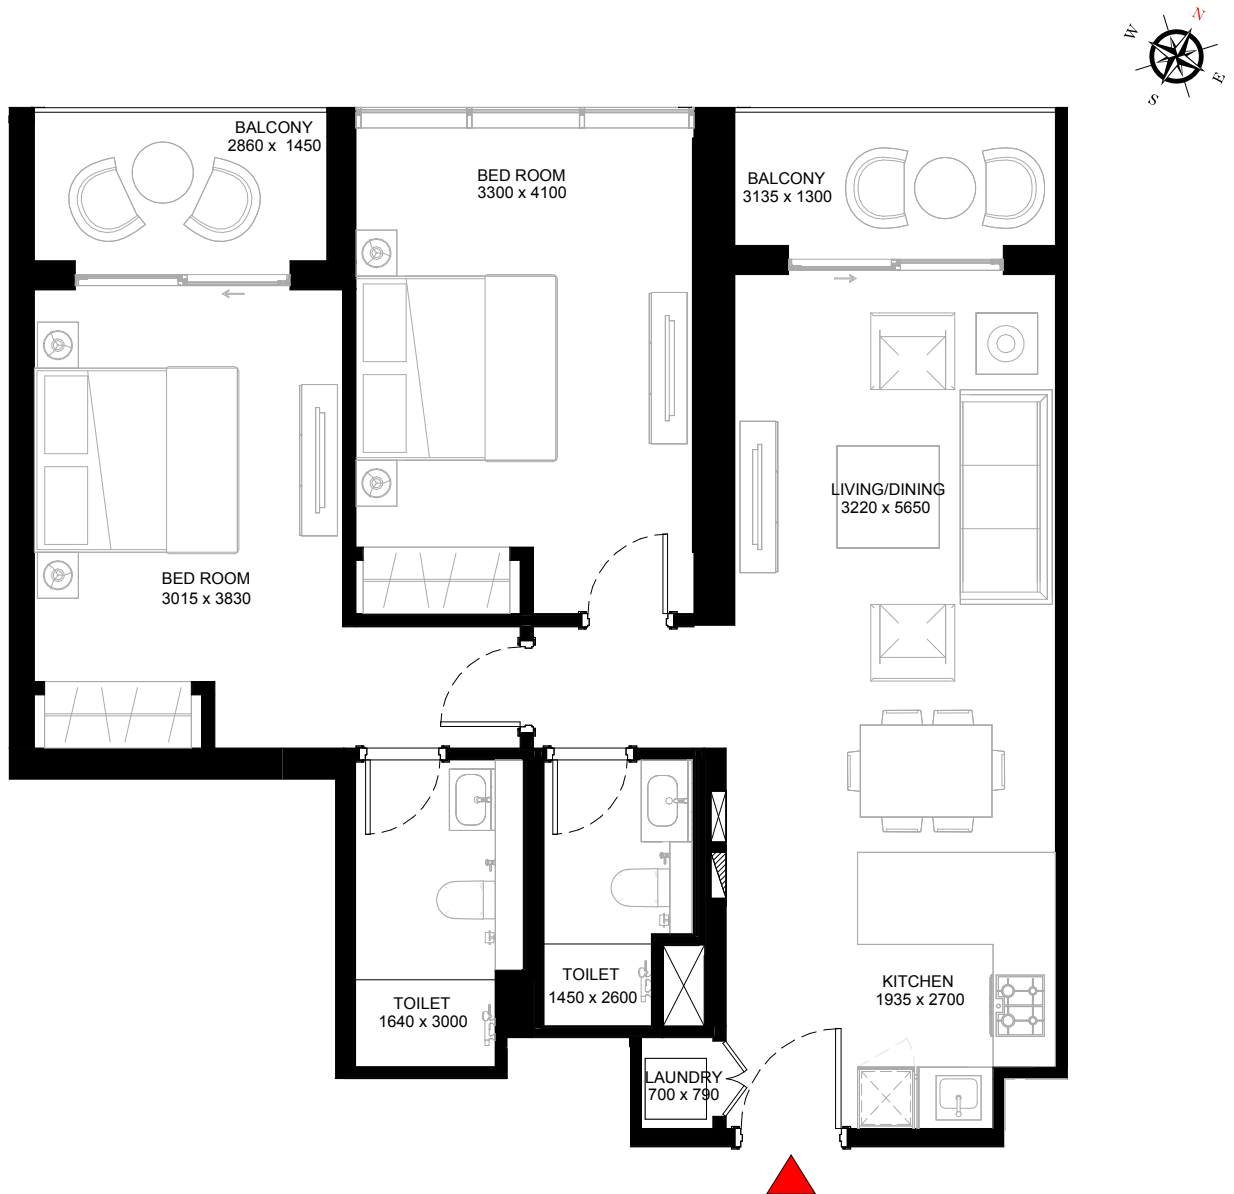 N
W
E
S
BALCONY
2860 x 1450
BED ROOM
3300 x 4100
BALCONY
3135 x 1300
LIVING/DINING
3220 x 5650
BED ROOM
3015 x 3830
TOILET
1450 x 2600
KITCHEN
1935 x 2700
TOILET
1640 x 3000
LAUNDRY
700 x 790